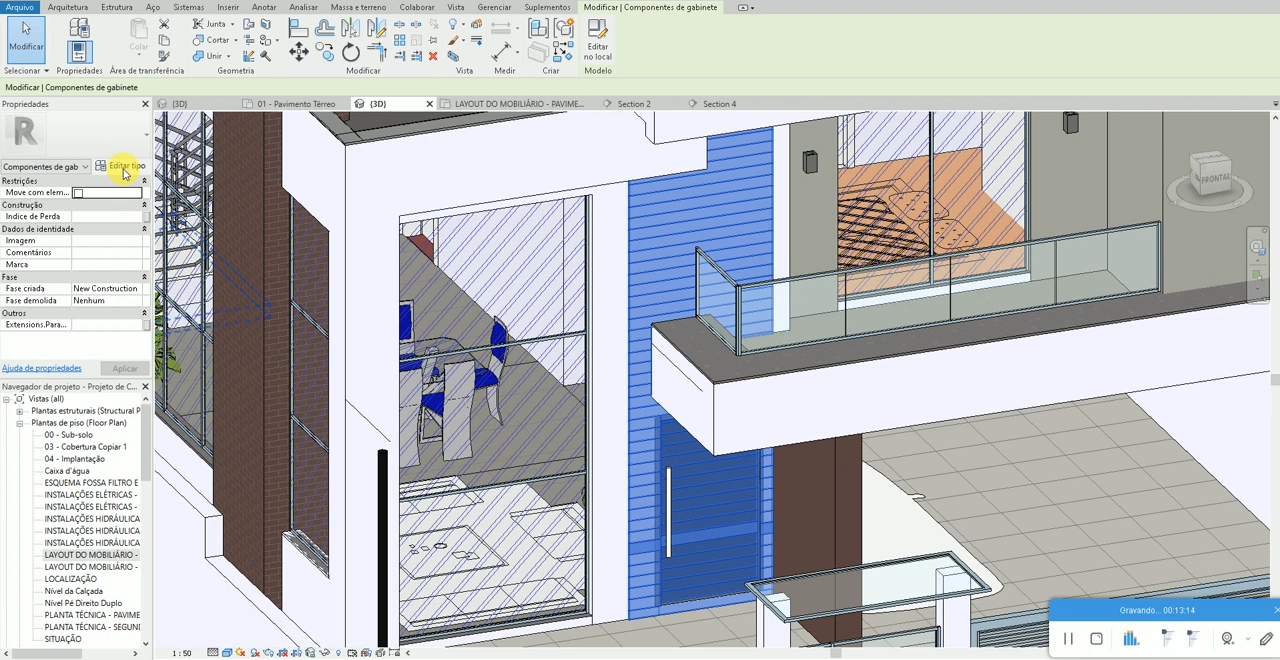 Arquivo Arquitetura Estrutura Aço Sistemas Inserir Anotar Analisar Massa e terreno Colaborar Vista Gerenciar Suplementos Modificar | Componentes de gabinete
Modificar
Colar
Junta
Cortar
Unir
Editar
no local
Selecionar Propriedades Área de transferência Geometria Modificar Vista Medir Criar Modelo
Modificar | Componentes de gabinete
Propriedades
{3D} 01 - Pavimento Térreo {3D} LAYOUT DO MOBILIÁRIO - PAVIME... Section 2 Section 4
R
Componentes de gab Editar tipo
Restrições
Move com elem...
Construção
Indice de Perda
Dados de identidade
Imagem
Comentários
Marca
Fase
Fase criada New Construction
Fase demolida Nenhum
Outros
Extensions.Para...
Ajuda de propriedades Aplicar
Navegador de projeto - Projeto de C...
Vistas (all)
Plantas estruturais (Structural P
Plantas de piso (Floor Plan)
00 - Sub-solo
03 - Cobertura Copiar 1
04 - Implantação
Caixa d'água
ESQUEMA FOSSA FILTRO E
INSTALAÇÕES ELÉTRICAS -
INSTALAÇÕES ELÉTRICAS -
INSTALAÇÕES HIDRÁULICA
INSTALAÇÕES HIDRÁULICA
INSTALAÇÕES HIDRÁULICA
LAYOUT DO MOBILIÁRIO -
LAYOUT DO MOBILIÁRIO -
LOCALIZAÇÃO
Nível da Calçada
Nível Pé Direito Duplo
PLANTA TÉCNICA - PAVIME
PLANTA TÉCNICA - SEGUNI
SITUAÇÃO
FRONTAL
Gravando... 00:13:14
1 : 50